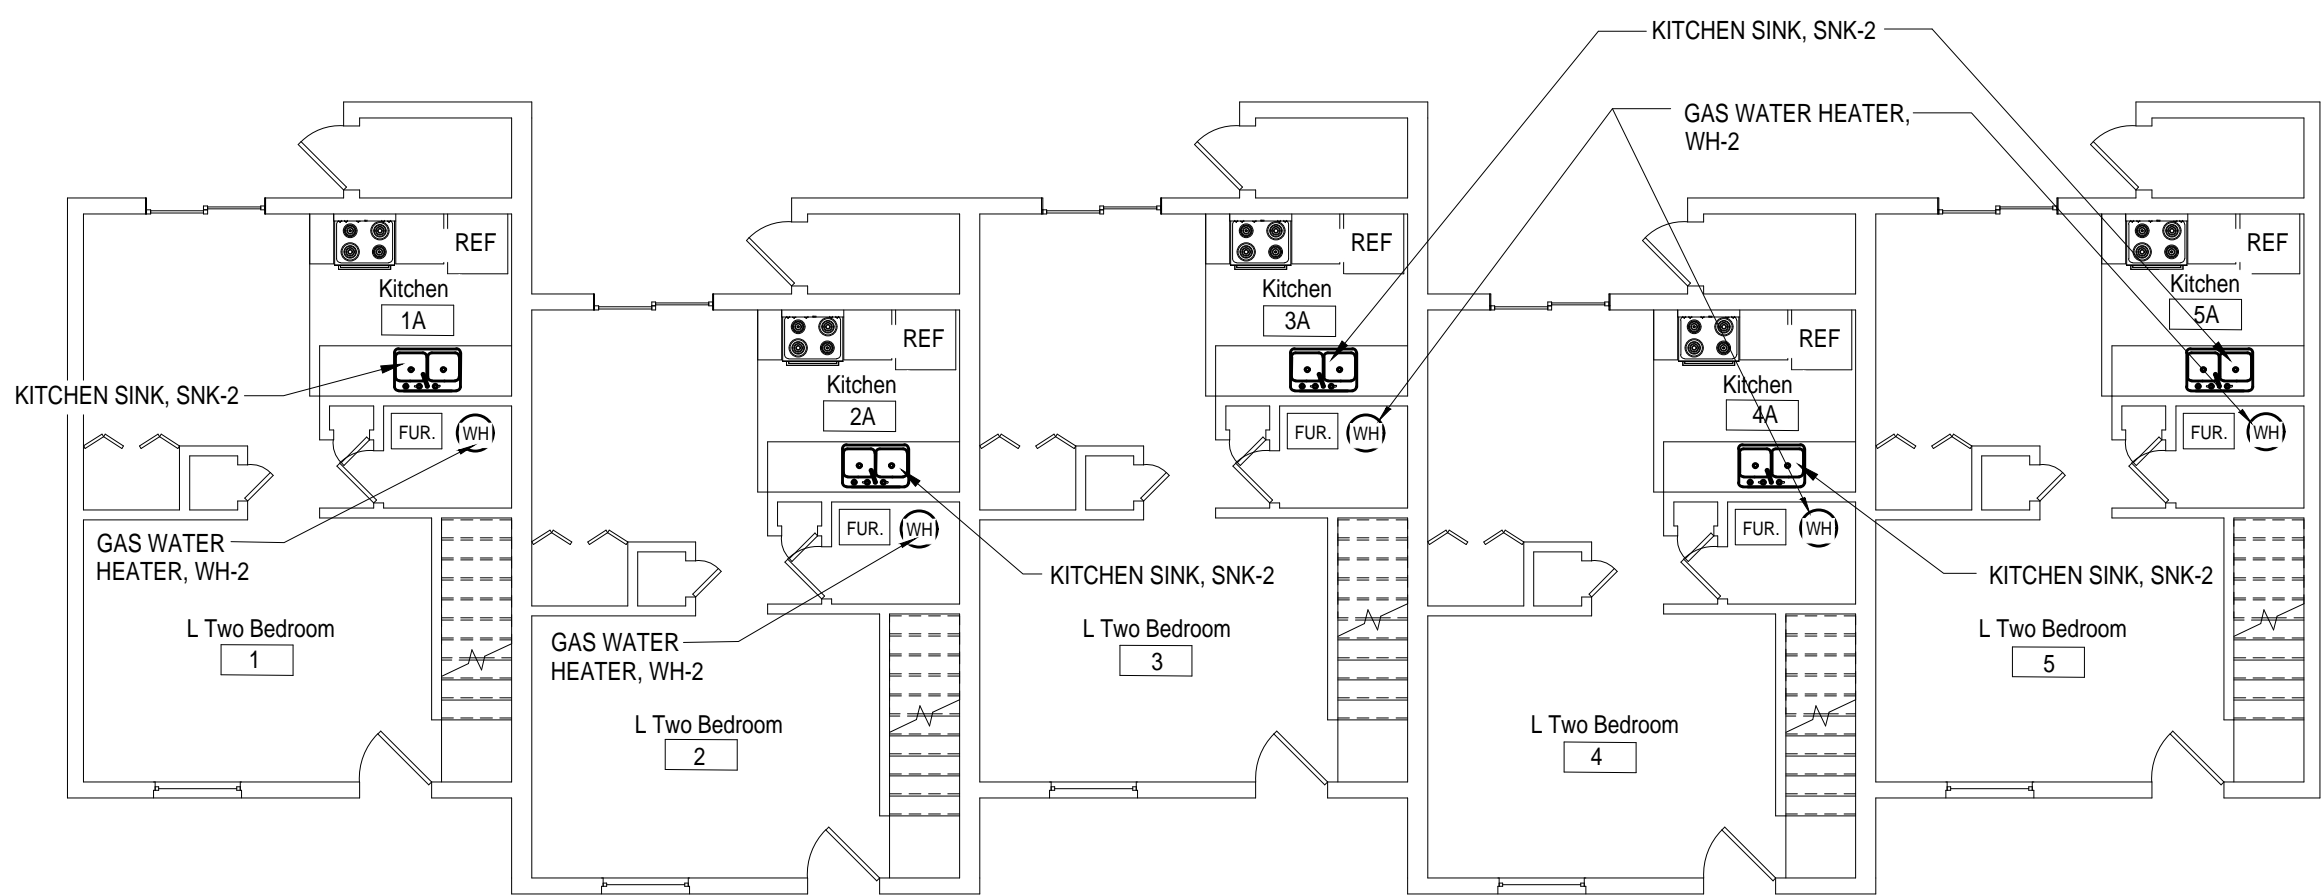 KITCHEN SINK, SNK-2
GAS WATER HEATER,
WH-2
REF
Kitchen
1A
KITCHEN SINK, SNK-2
FUR.
WH
GAS WATER
HEATER, WH-2
L Two Bedroom
1
REF
Kitchen
2A
FUR.
WH
KITCHEN SINK, SNK-2
GAS WATER
HEATER, WH-2
L Two Bedroom
2
REF
Kitchen
3A
FUR.
WH
L Two Bedroom
3
REF
Kitchen
4A
FUR.
WH
KITCHEN SINK, SNK-2
L Two Bedroom
4
REF
Kitchen
5A
FUR.
WH
L Two Bedroom
5